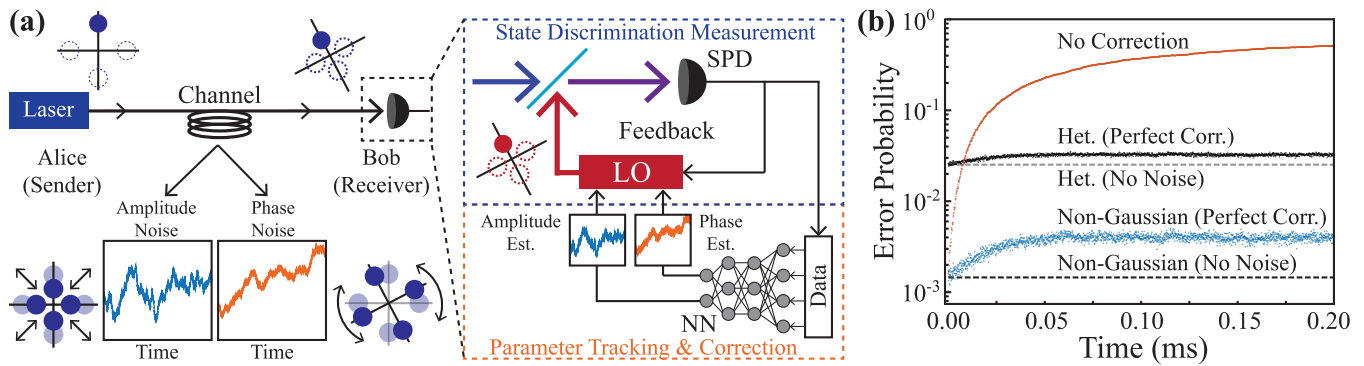 (a)
Laser
Alice
(Sender)
Channel
Bob
(Receiver)
Amplitude
Noise
Phase
Noise
Time
Time
State Discrimination Measurement
SPD
Feedback
LO
Amplitude
Est.
Phase
Est.
NN
Data
Parameter Tracking & Correction
(b)
Error Probability
10^0
10^-1
10^-2
10^-3
No Correction
Het. (Perfect Corr.)
Het. (No Noise)
Non-Gaussian (Perfect Corr.)
Non-Gaussian (No Noise)
0.00 0.05 0.10 0.15 0.20
Time (ms)